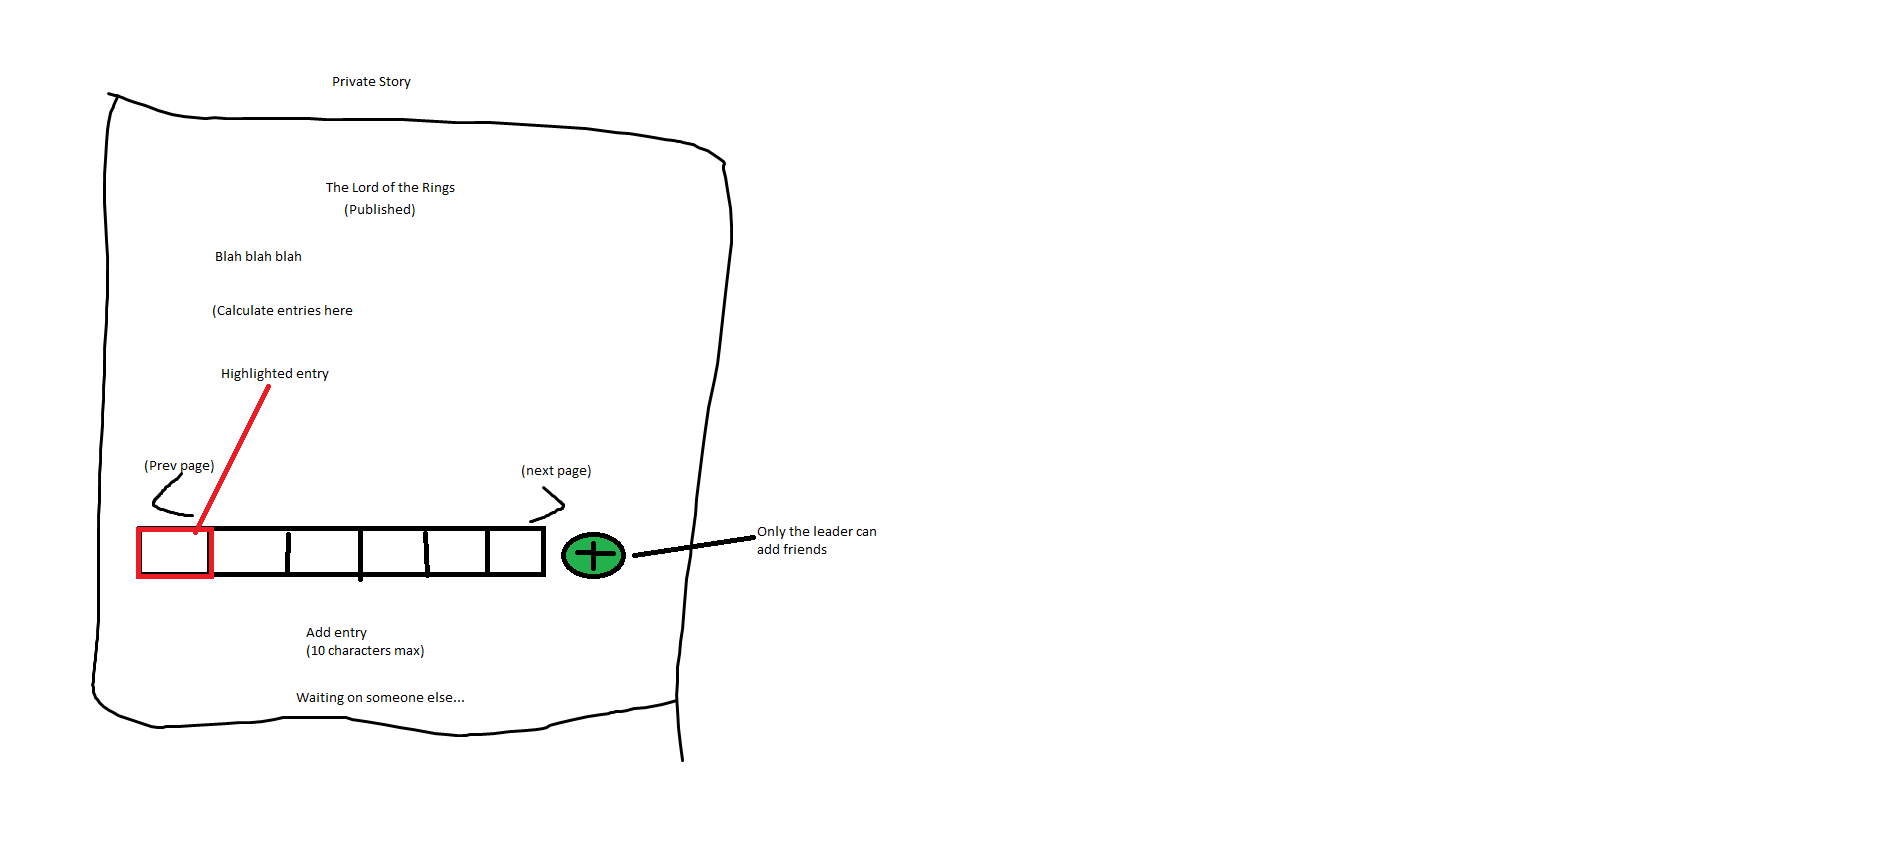 Private Story
The Lord of the Rings
(Published)
Blah blah blah
(Calculate entries here
Highlighted entry
(Prev page)
(next page)
Only the leader can
add friends
Add entry
(10 characters max)
Waiting on someone else...